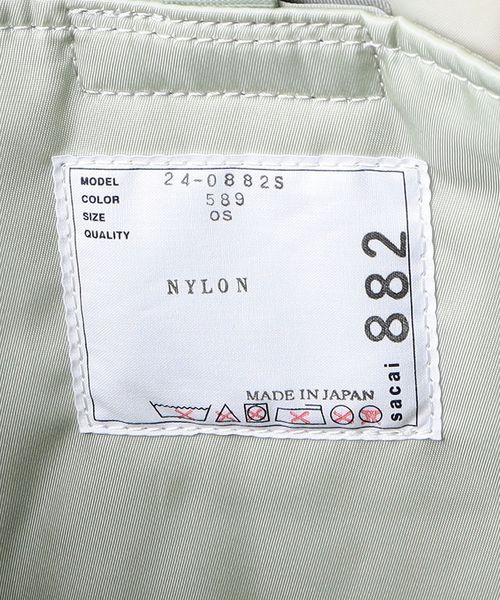 MODEL 24-0882S
COLOR 589
SIZE OS
QUALITY
NYLON
MADE IN JAPAN
sacai 882